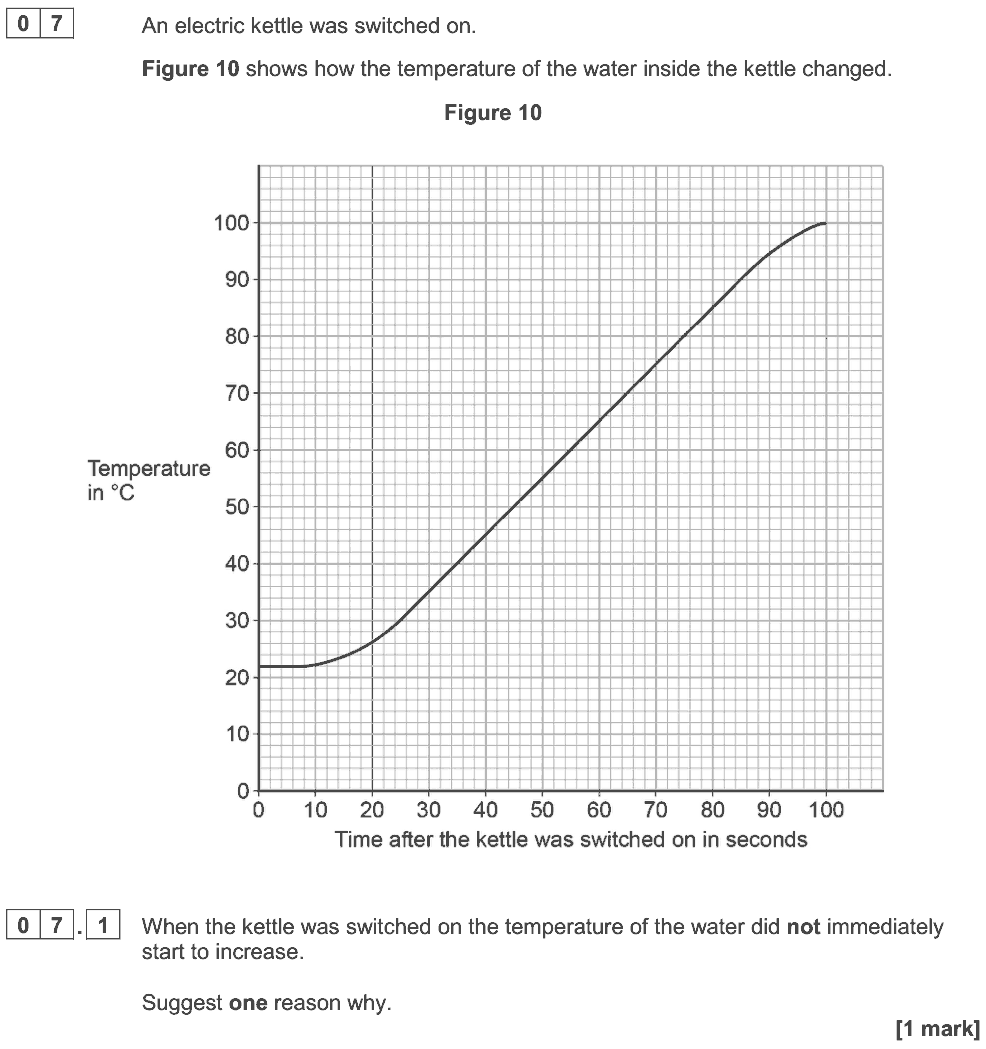 0 7 An electric kettle was switched on.
Figure 10 shows how the temperature of the water inside the kettle changed.
Figure 10
100
90
80
70
60
Temperature
in °C
50
40
30
20
10
0
0 10 20 30 40 50 60 70 80 90 100
Time after the kettle was switched on in seconds
0 7 . 1 When the kettle was switched on the temperature of the water did not immediately
start to increase.
Suggest one reason why.
[1 mark]